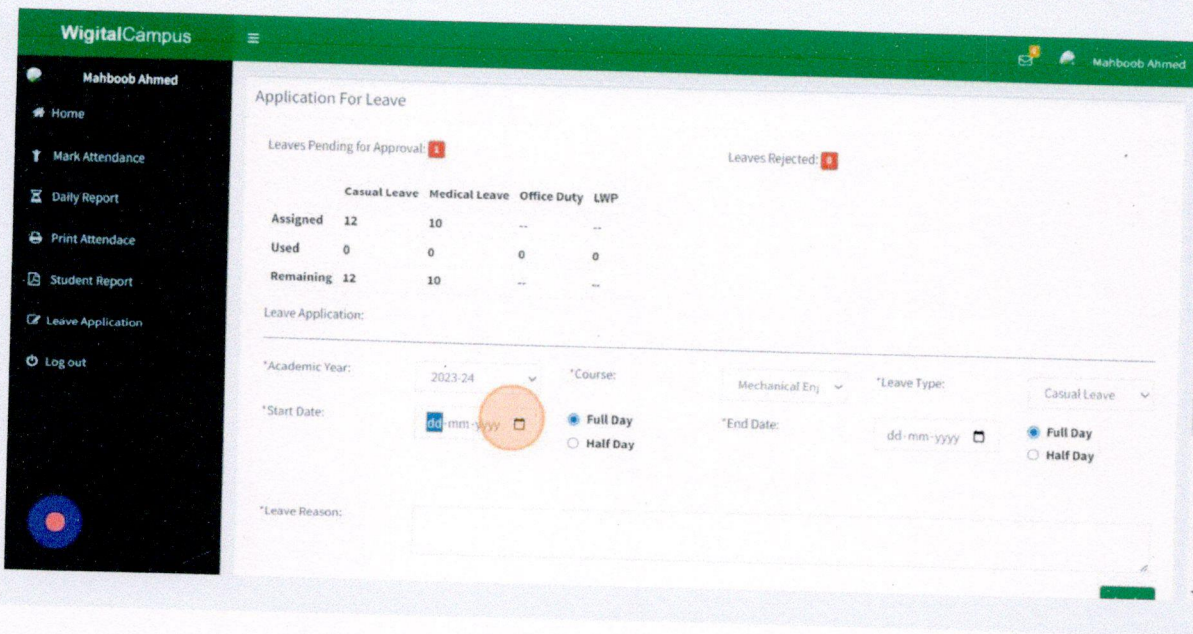 WigitalCampus
4
Mahboob Ahmed
Mahboob Ahmed
Home
Mark Attendance
Daily Report
Print Attendace
Student Report
Leave Application
Log out
Application For Leave
Leaves Pending for Approval: 1
Leaves Rejected: 0
Casual Leave Medical Leave Office Duty LWP
Assigned 12 10 -- --
Used 0 0 0 0
Remaining 12 10 -- --
Leave Application:
*Academic Year: 2023-24 *Course: Mechanical Enj *Leave Type: Casual Leave
*Start Date: dd-mm-yyyy Full Day *End Date: dd-mm-yyyy Full Day
Half Day Half Day
*Leave Reason: